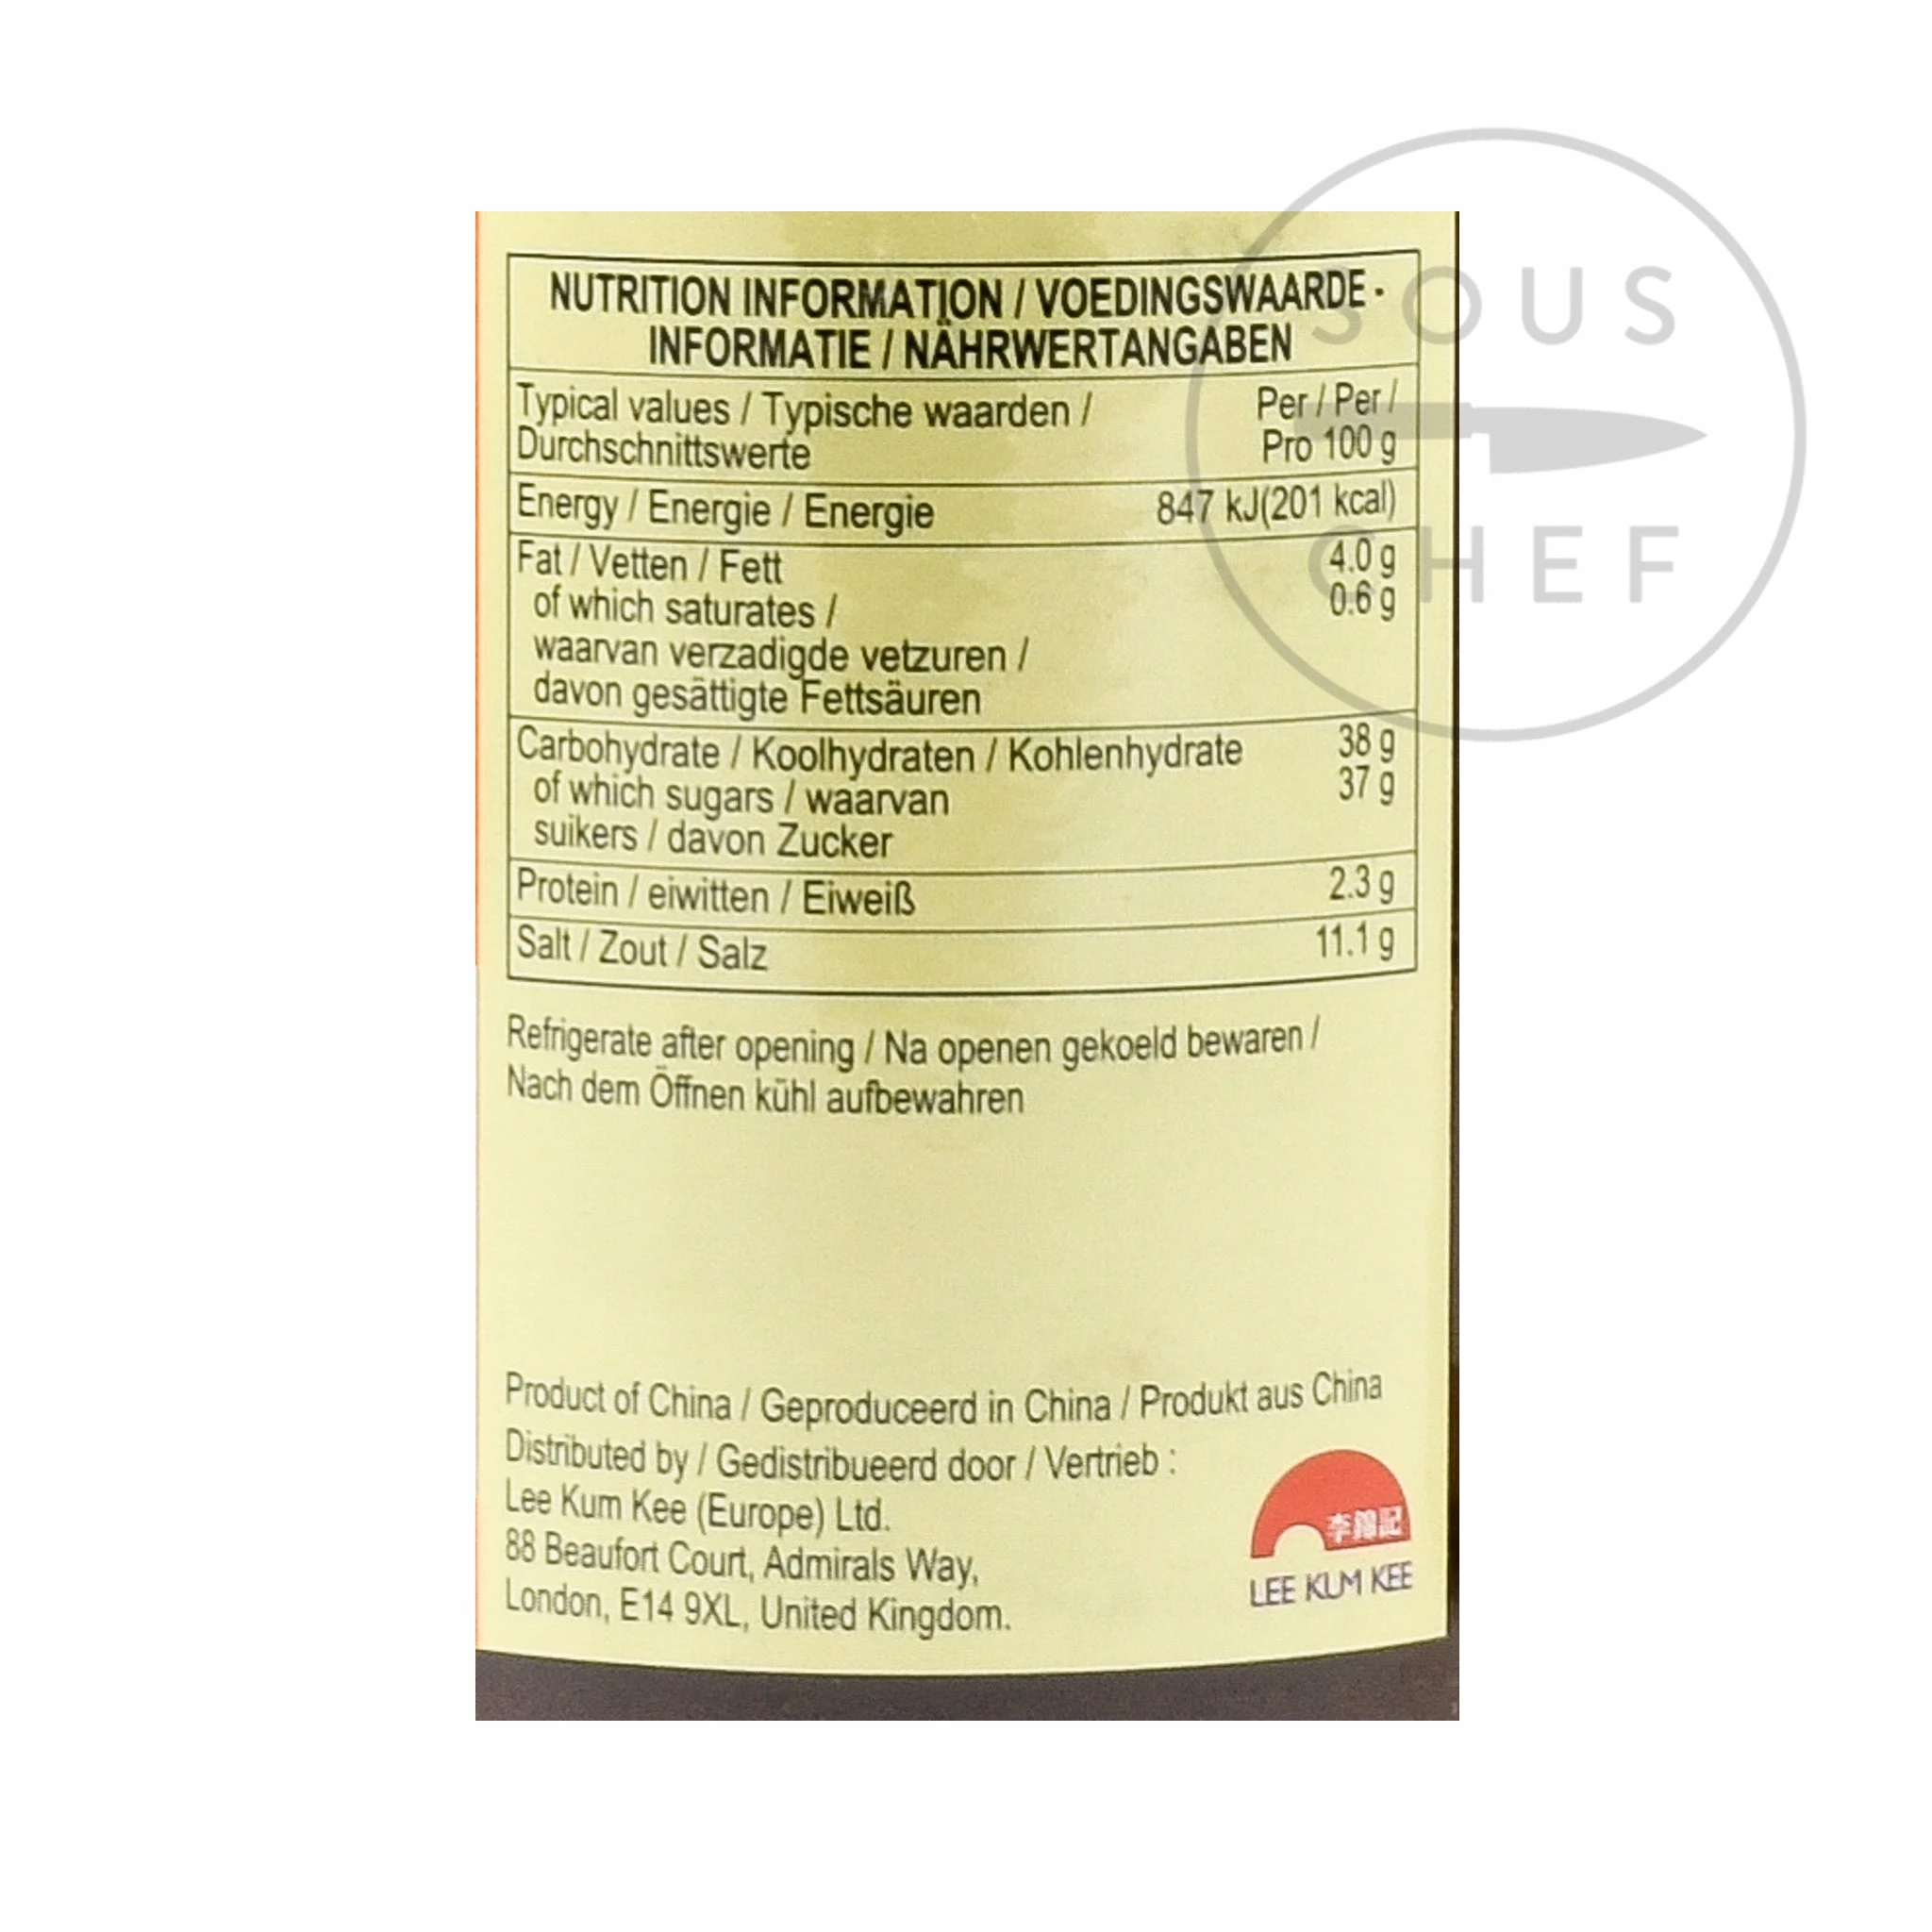 SOUS
CHEF
NUTRITION INFORMATION / VOEDINGSWAARDE -
INFORMATIE / NÄHRWERTANGABEN
Typical values / Typische waarden / Per / Per /
Durchschnittswerte Pro 100 g
Energy / Energie / Energie 847 kJ(201 kcal)
Fat / Vetten / Fett 4.0 g
of which saturates / 0.6 g
waarvan verzadigde vetzuren /
davon gesättigte Fettsäuren
Carbohydrate / Koolhydraten / Kohlenhydrate 38 g
of which sugars / waarvan 37 g
suikers / davon Zucker
Protein / eiwitten / Eiweiß 2.3 g
Salt / Zout / Salz 11.1 g
Refrigerate after opening / Na openen gekoeld bewaren /
Nach dem Öffnen kühl aufbewahren
Product of China / Geproduceerd in China / Produkt aus China
Distributed by / Gedistribueerd door / Vertrieb :
Lee Kum Kee (Europe) Ltd.
88 Beaufort Court, Admirals Way,
London, E14 9XL, United Kingdom.
李錦記
LEE KUM KEE